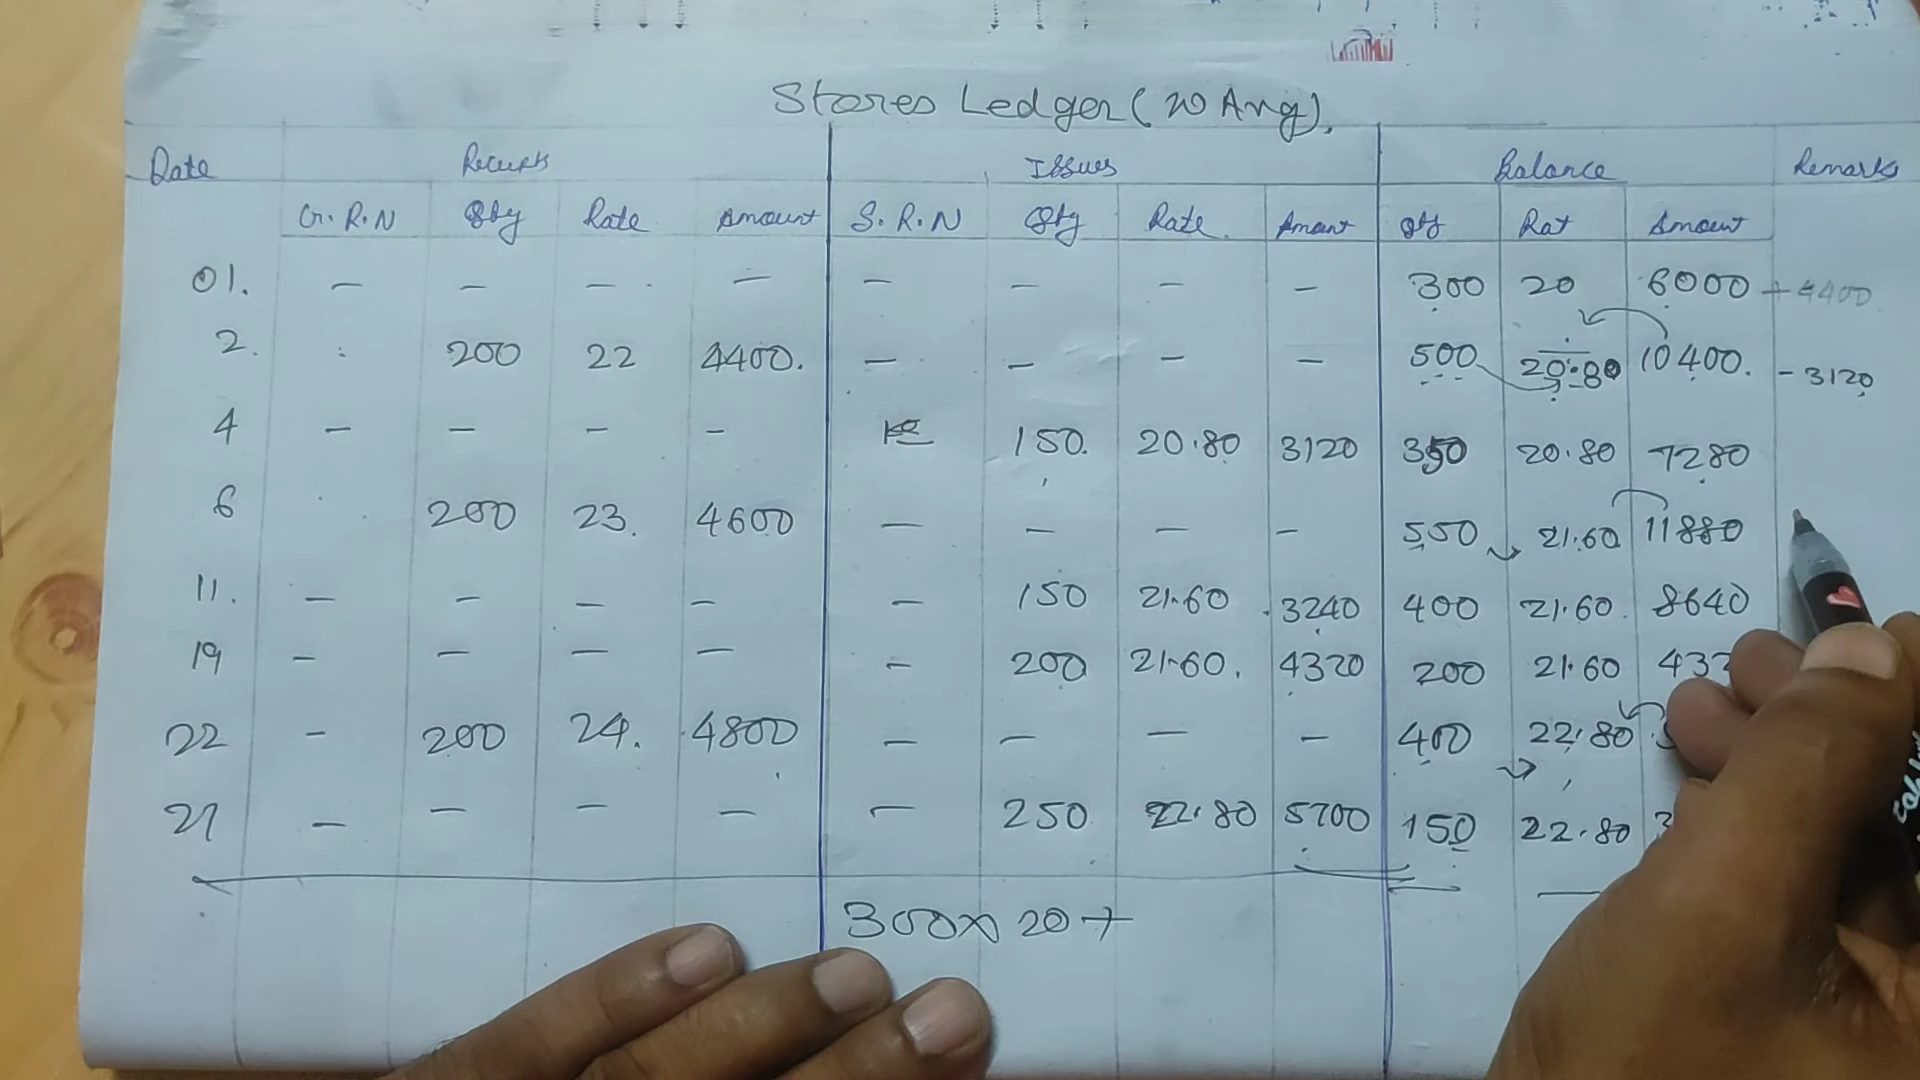 Stores Ledger (W Avg).
Date Receipts Issues Balance Remarks
G.R.N Qty Rate Amount S.R.N Qty Rate. Amount Qty Rat Amount
01. — — — — — — — — 300 20 6000 + 4400
2. 200 22 4400. — — — — 500 20.80 10400. - 3120
4 — — — — 150. 20.80 3120 350 20.80 7280
6 200 23. 4600 — — — — 550 21.60 11880
11. — — — — — 150 21.60 3240 400 21.60 8640
19 — — — — — 200 21.60. 4320 200 21.60 432
22 — 200 24. 4800 — — — — 400 22.80
27 — — — — — 250 22.80 5700 150 22.80 3
300 × 20 +